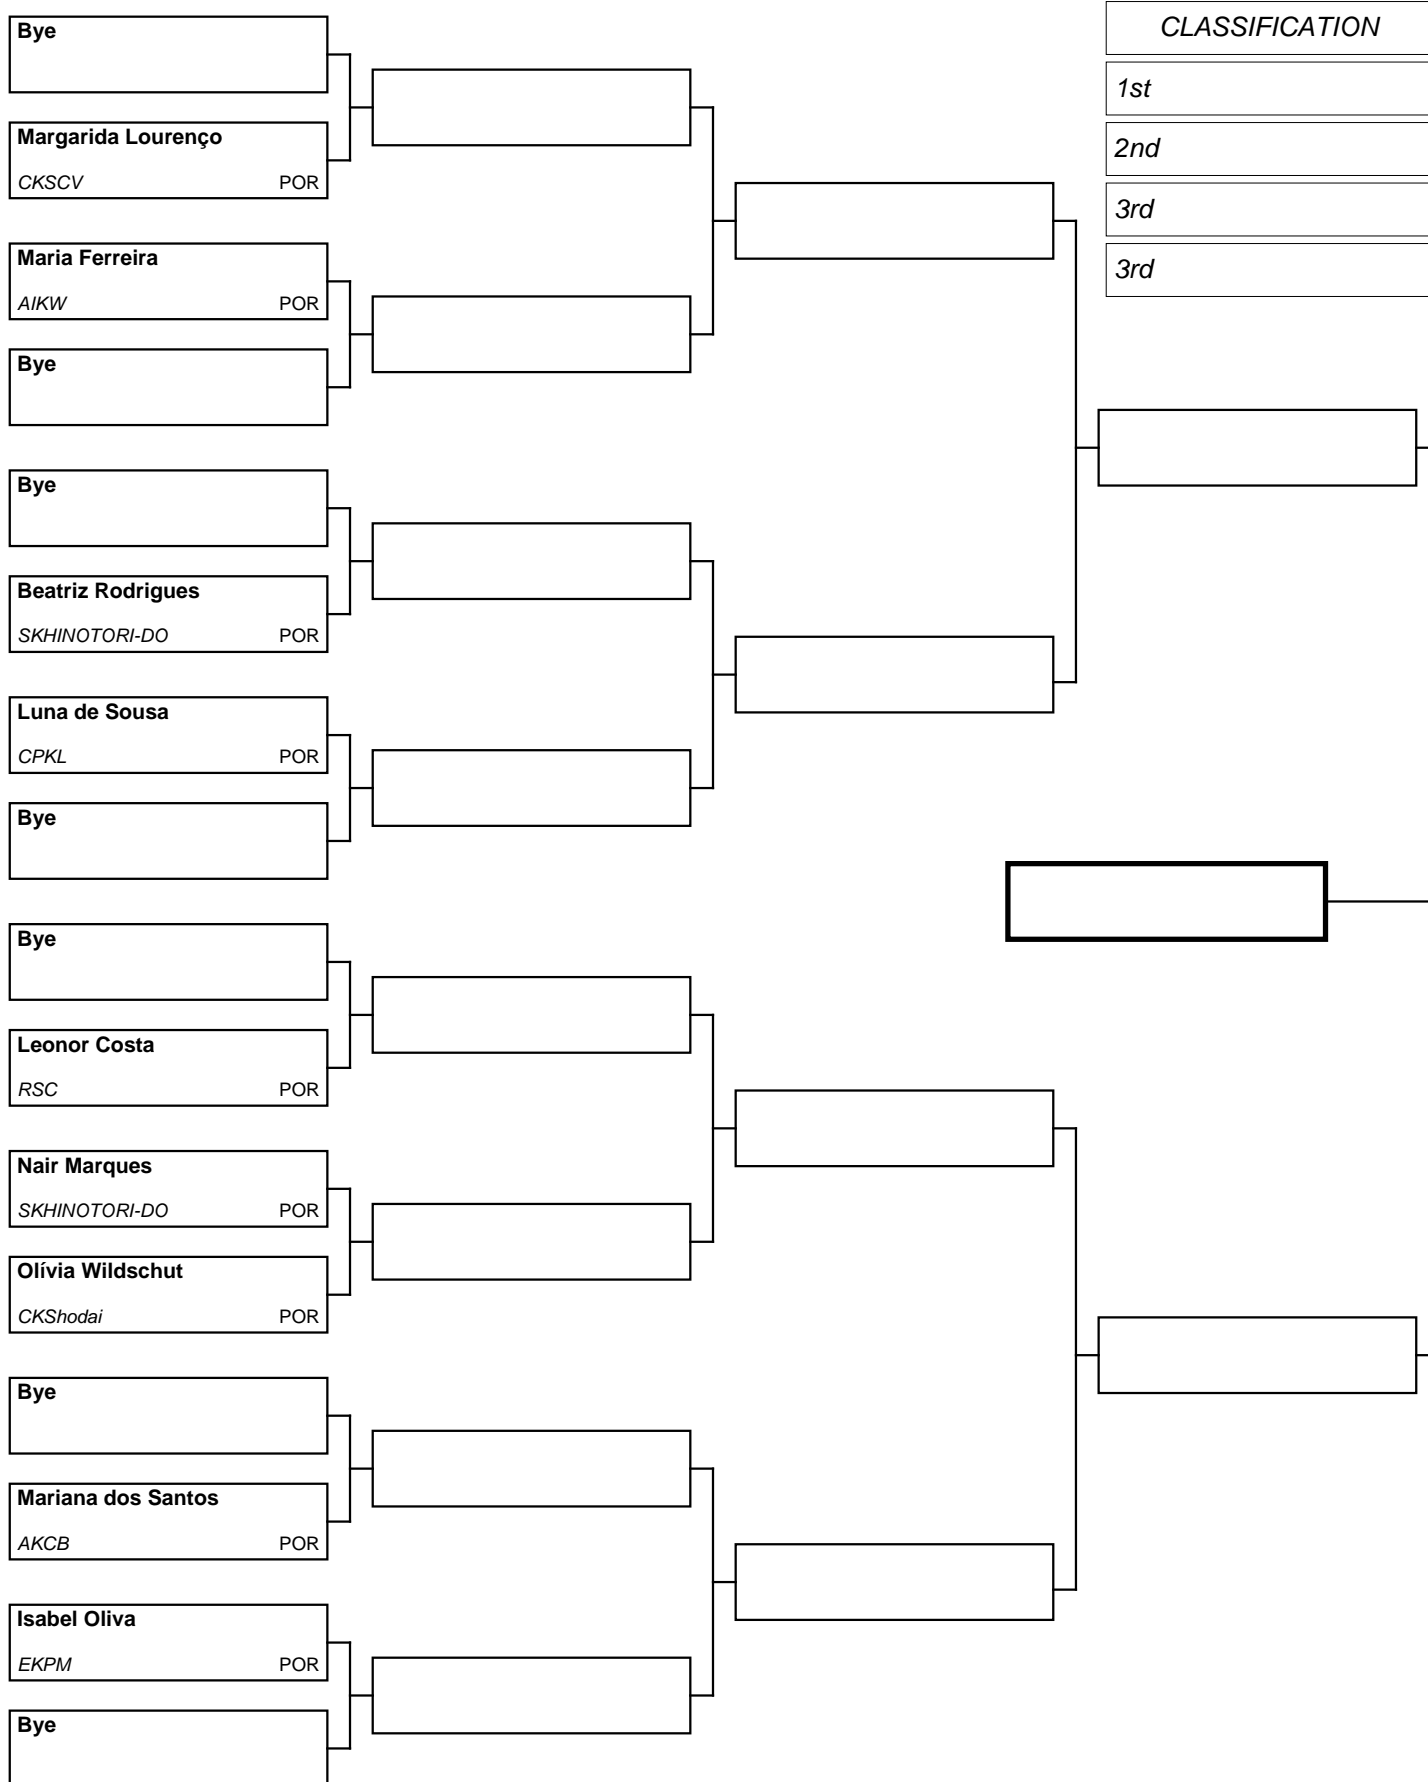 Bye
Margarida Lourenço
CKSCV POR
Maria Ferreira
AIKW POR
Bye
Bye
Beatriz Rodrigues
SKHINOTORI-DO POR
Luna de Sousa
CPKL POR
Bye
Bye
Leonor Costa
RSC POR
Nair Marques
SKHINOTORI-DO POR
Olívia Wildschut
CKShodai POR
Bye
Mariana dos Santos
AKCB POR
Isabel Oliva
EKPM POR
Bye
CLASSIFICATION
1st
2nd
3rd
3rd